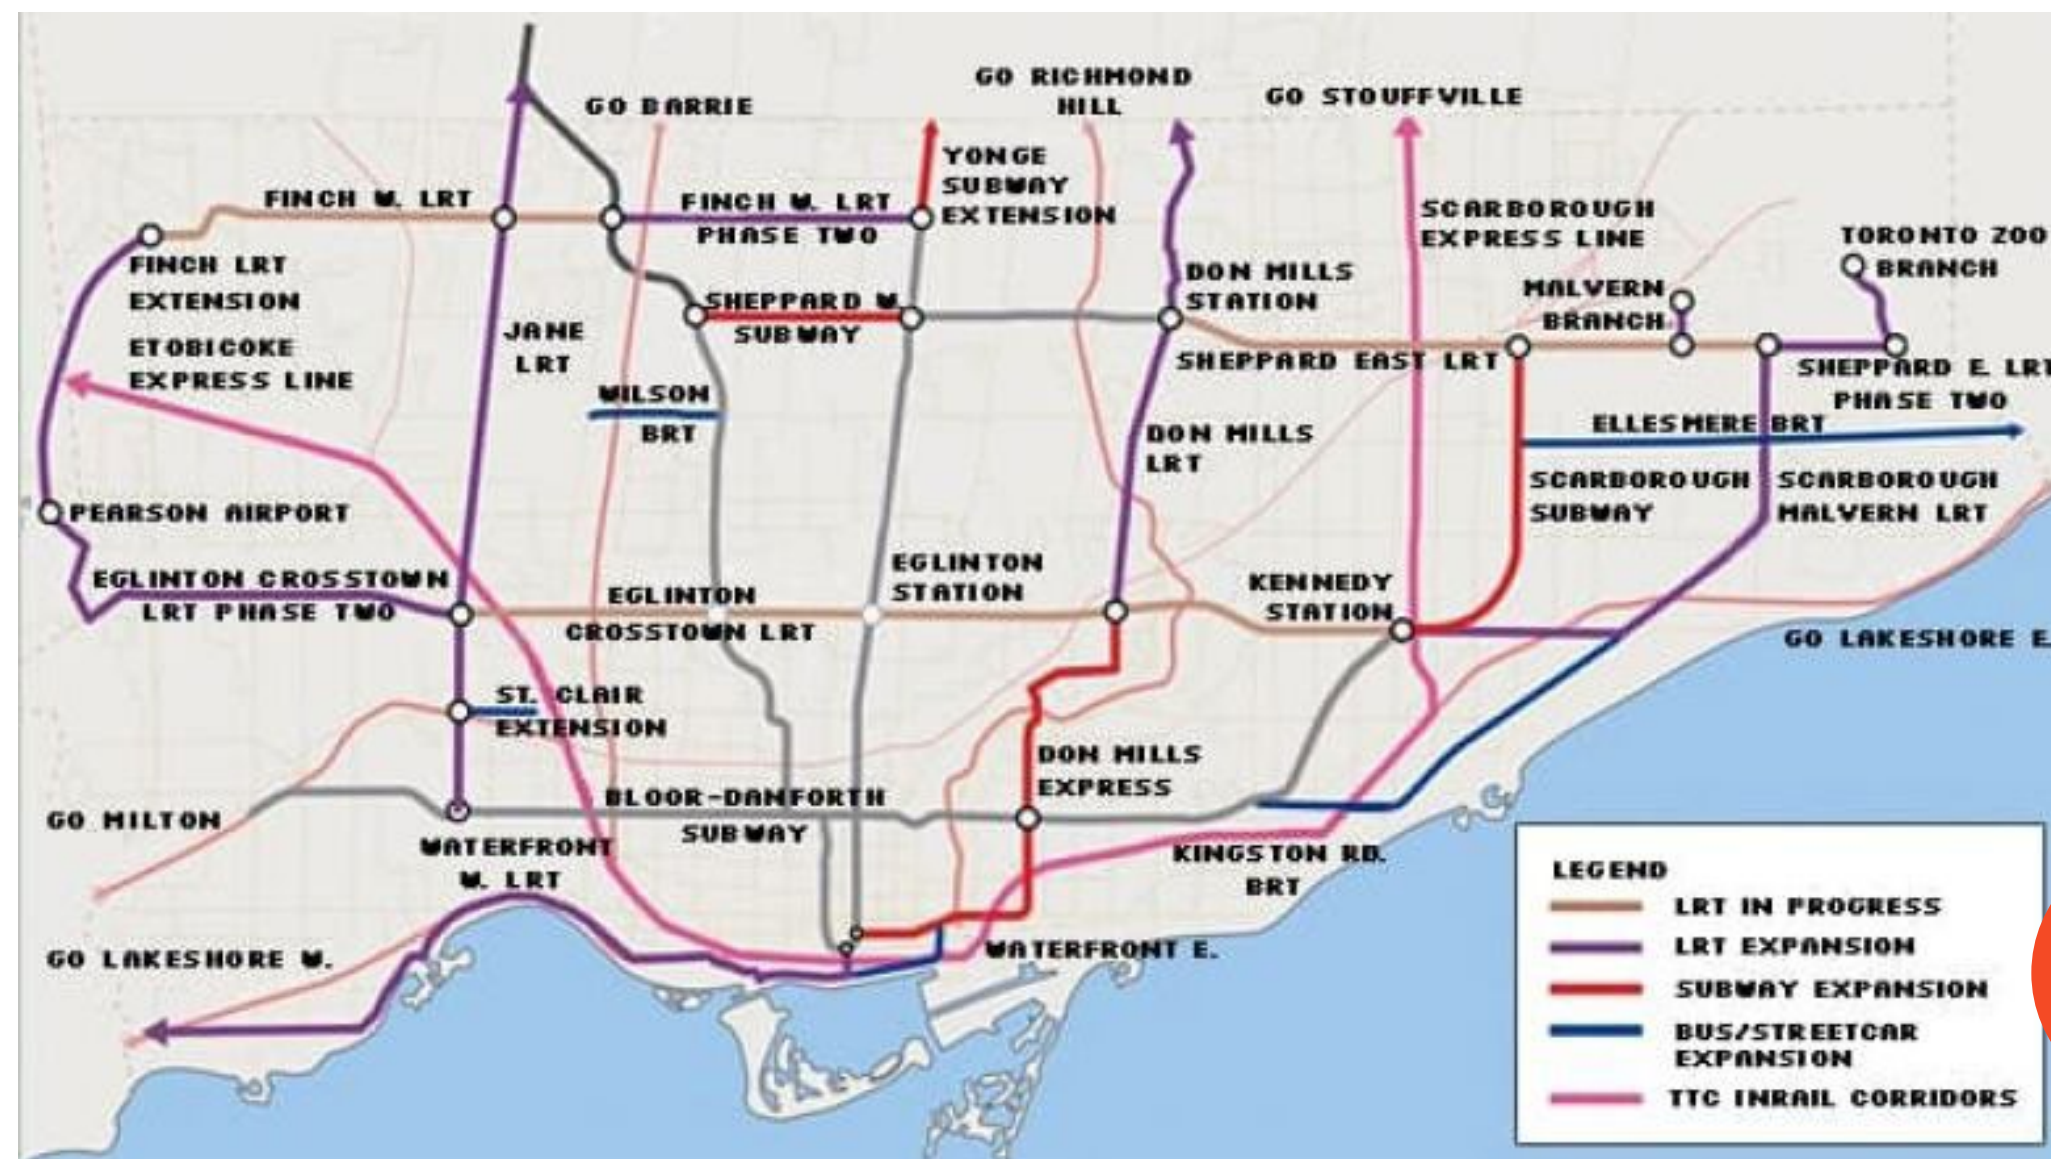 GO RICHMOND
HILL
GO BARRIE
GO STOUFFVILLE
YONGE
SUBWAY
EXTENSION
FINCH W. LRT
FINCH W. LRT
PHASE TWO
SCARBOROUGH
EXPRESS LINE
TORONTO ZOO
BRANCH
FINCH LRT
EXTENSION
DON MILLS
STATION
MALVERN
BRANCH
SHEPPARD W.
SUBWAY
JANE
LRT
ETOBICOKE
EXPRESS LINE
SHEPPARD EAST LRT
SHEPPARD E. LRT
PHASE TWO
WILSON
BRT
ELLESMERE BRT
DON MILLS
LRT
SCARBOROUGH
SUBWAY
SCARBOROUGH
MALVERN LRT
PEARSON AIRPORT
EGLINTON CROSSTOWN
LRT PHASE TWO
EGLINTON
CROSSTOWN LRT
EGLINTON
STATION
KENNEDY
STATION
GO LAKESHORE E.
ST. CLAIR
EXTENSION
DON MILLS
EXPRESS
GO MILTON
BLOOR-DANFORTH
SUBWAY
WATERFRONT
W. LRT
KINGSTON RD.
BRT
GO LAKESHORE W.
WATERFRONT E.
LEGEND
LRT IN PROGRESS
LRT EXPANSION
SUBWAY EXPANSION
BUS/STREETCAR
EXPANSION
TTC INRAIL CORRIDORS